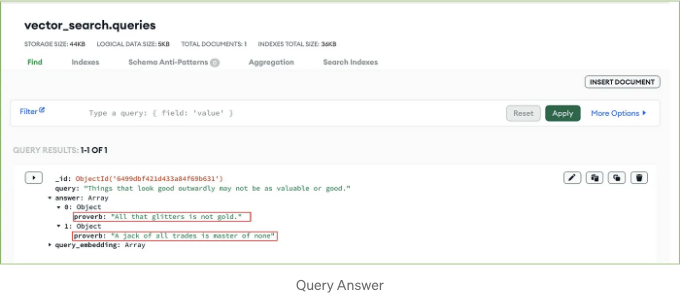 vector_search.queries
STORAGE SIZE: 44KB LOGICAL DATA SIZE: 5KB TOTAL DOCUMENTS: 1 INDEXES TOTAL SIZE: 36KB
Find Indexes Schema Anti-Patterns 0 Aggregation Search Indexes
INSERT DOCUMENT
Filter Type a query: { field: 'value' } Reset Apply More Options
QUERY RESULTS: 1-1 OF 1
_id: ObjectId('6499dbf421d433a84f69b631')
query: "Things that look good outwardly may not be as valuable or good."
answer: Array
0: Object
proverb: "All that glitters is not gold."
1: Object
proverb: "A jack of all trades is master of none"
query_embedding: Array
Query Answer